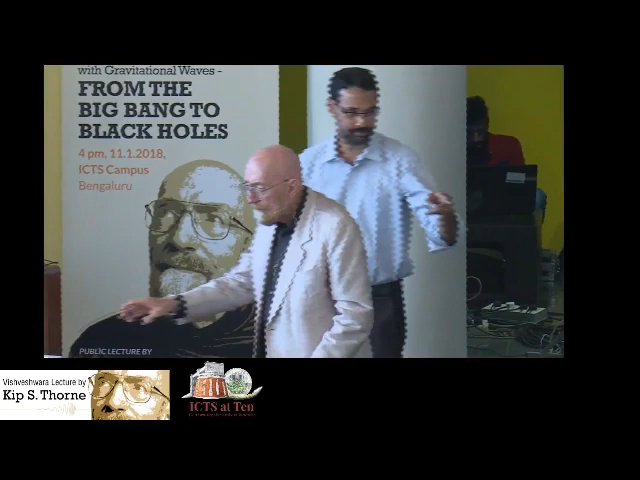 with Gravitational Waves -
FROM THE
BIG BANG TO
BLACK HOLES
4 pm, 11.1.2018,
ICTS Campus
Bengaluru
PUBLIC LECTURE BY
Vishveshwara Lecture by
Kip S. Thorne
ICTS at Ten